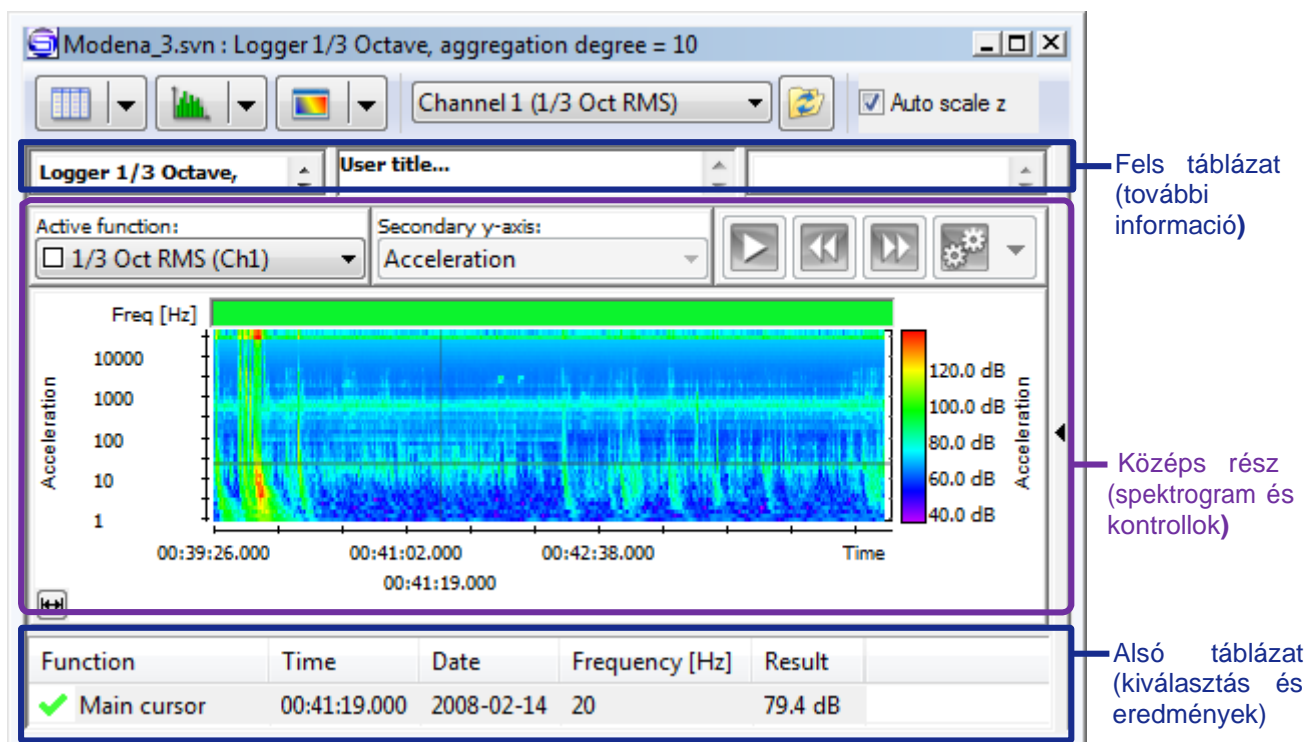 Modena_3.svn : Logger 1/3 Octave, aggregation degree = 10
Channel 1 (1/3 Oct RMS)
Auto scale z
Logger 1/3 Octave,
User title...
Fels táblázat
(további
információ)
Active function:
Secondary y-axis:
1/3 Oct RMS (Ch1)
Acceleration
Freq [Hz]
10000
1000
100
10
1
Acceleration
120.0 dB
100.0 dB
80.0 dB
60.0 dB
40.0 dB
Acceleration
00:39:26.000
00:41:02.000
00:42:38.000
Time
00:41:19.000
Középs rész
(spektrogram és
kontrollok)
Function Time Date Frequency [Hz] Result
Main cursor 00:41:19.000 2008-02-14 20 79.4 dB
Alsó táblázat
(kiválasztás és
eredmények)